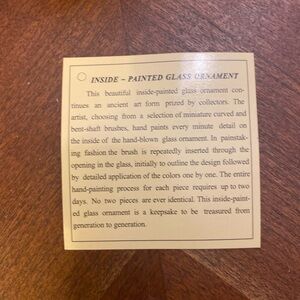 INSIDE – PAINTED GLASS ORNAMENT
This beautiful inside-painted glass ornament con-
tinues an ancient art form prized by collectors. The
artist, choosing from a selection of miniature curved and
bent-shaft brushes, hand paints every minute detail on
the inside of the hand-blown glass ornament. In painstak-
ing fashion the brush is repeatedly inserted through the
opening in the glass, initially to outline the design followed
by detailed application of the colors one by one. The entire
hand-painting process for each piece requires up to two
days. No two pieces are ever identical. This inside-paint-
ed glass ornament is a keepsake to be treasured from
generation to generation.